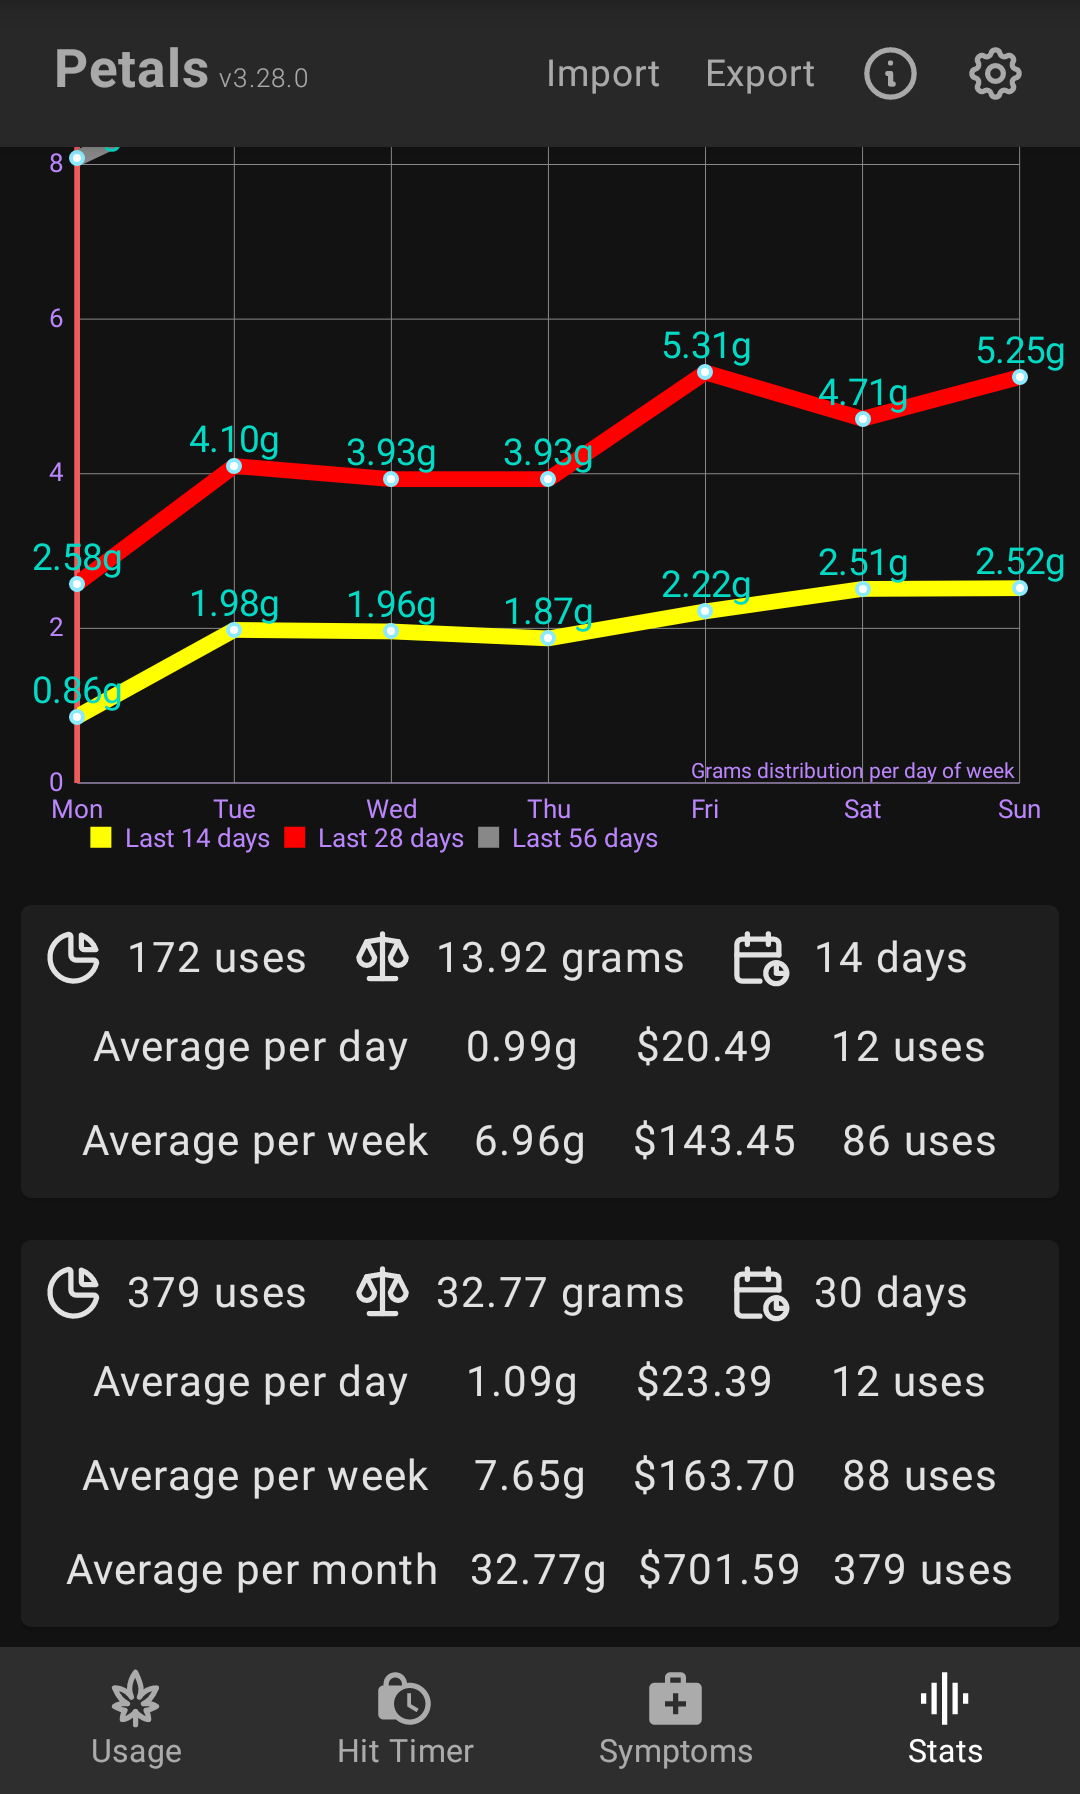 Petals v3.28.0 Import Export
8
6
5.31g 5.25g
4.71g
4.10g 3.93g 3.93g
4
2.58g 2.51g 2.52g
2.22g
1.98g 1.96g 1.87g
2
0.86g
Grams distribution per day of week
0
Mon Tue Wed Thu Fri Sat Sun
Last 14 days Last 28 days Last 56 days
172 uses 13.92 grams 14 days
Average per day 0.99g $20.49 12 uses
Average per week 6.96g $143.45 86 uses
379 uses 32.77 grams 30 days
Average per day 1.09g $23.39 12 uses
Average per week 7.65g $163.70 88 uses
Average per month 32.77g $701.59 379 uses
Usage Hit Timer Symptoms Stats